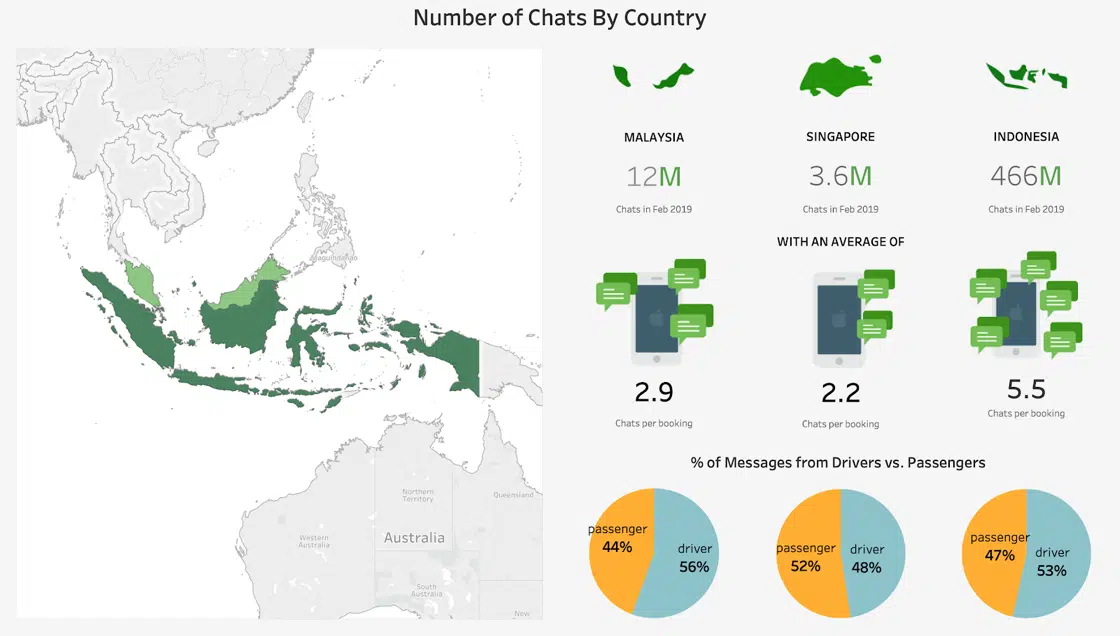 Number of Chats By Country
MALAYSIA
SINGAPORE
INDONESIA
12M
3.6M
466M
Chats in Feb 2019
Chats in Feb 2019
Chats in Feb 2019
WITH AN AVERAGE OF
2.9
2.2
5.5
Chats per booking
Chats per booking
Chats per booking
% of Messages from Drivers vs. Passengers
passenger
44%
driver
56%
passenger
52%
driver
48%
passenger
47%
driver
53%
Northern
Territory
Queensland
Australia
Western
Australia
South
Australia
New